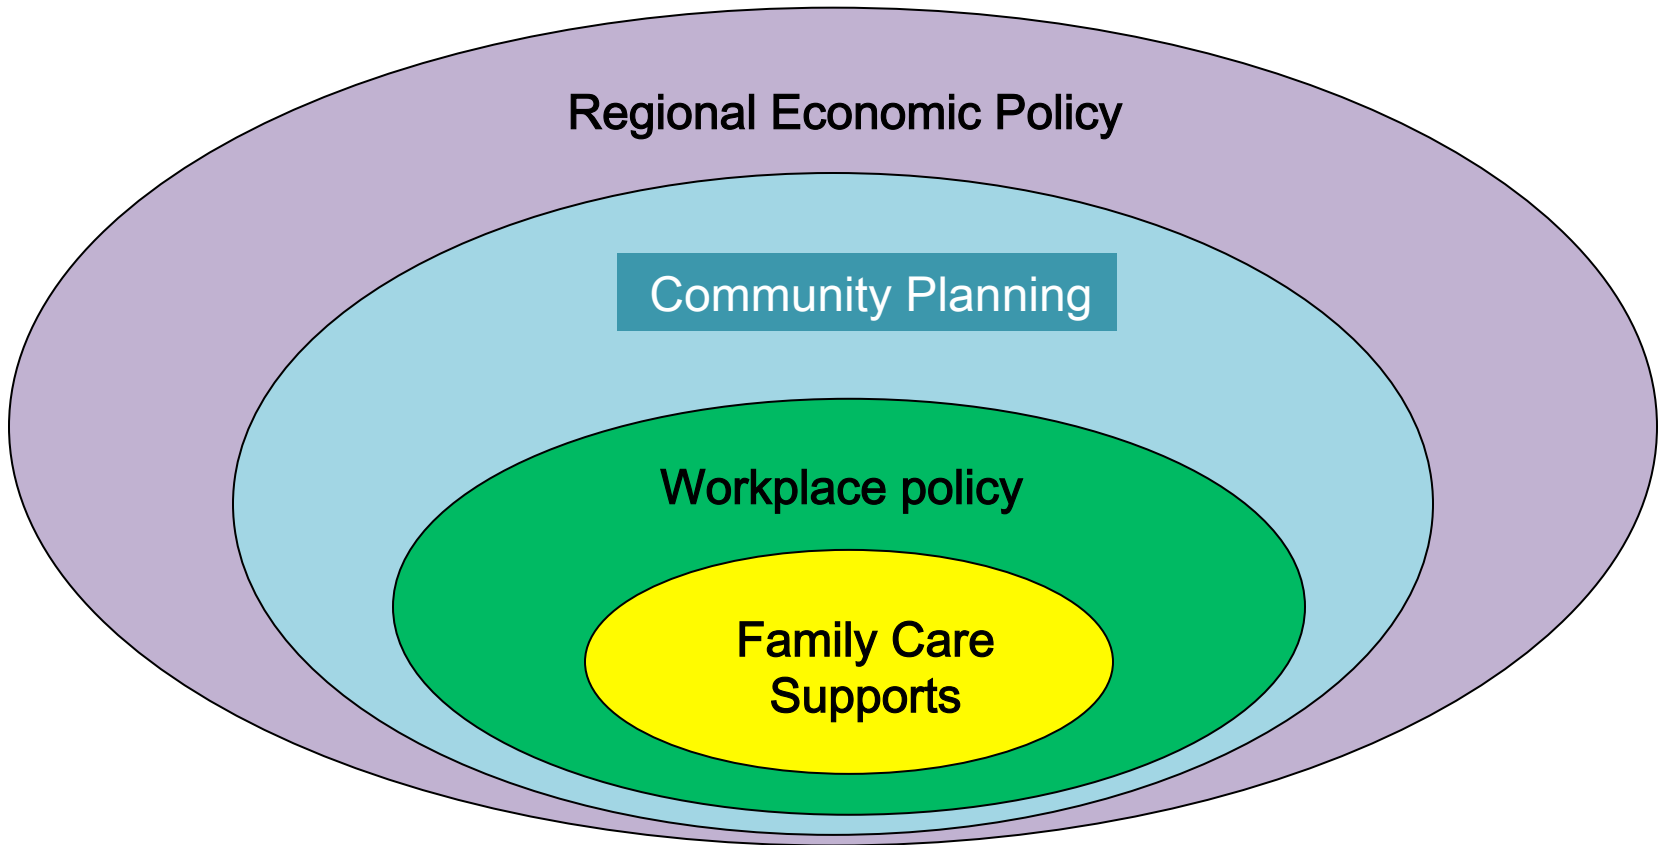 Regional Economic Policy
Community Planning
Workplace policy
Family Care
Supports